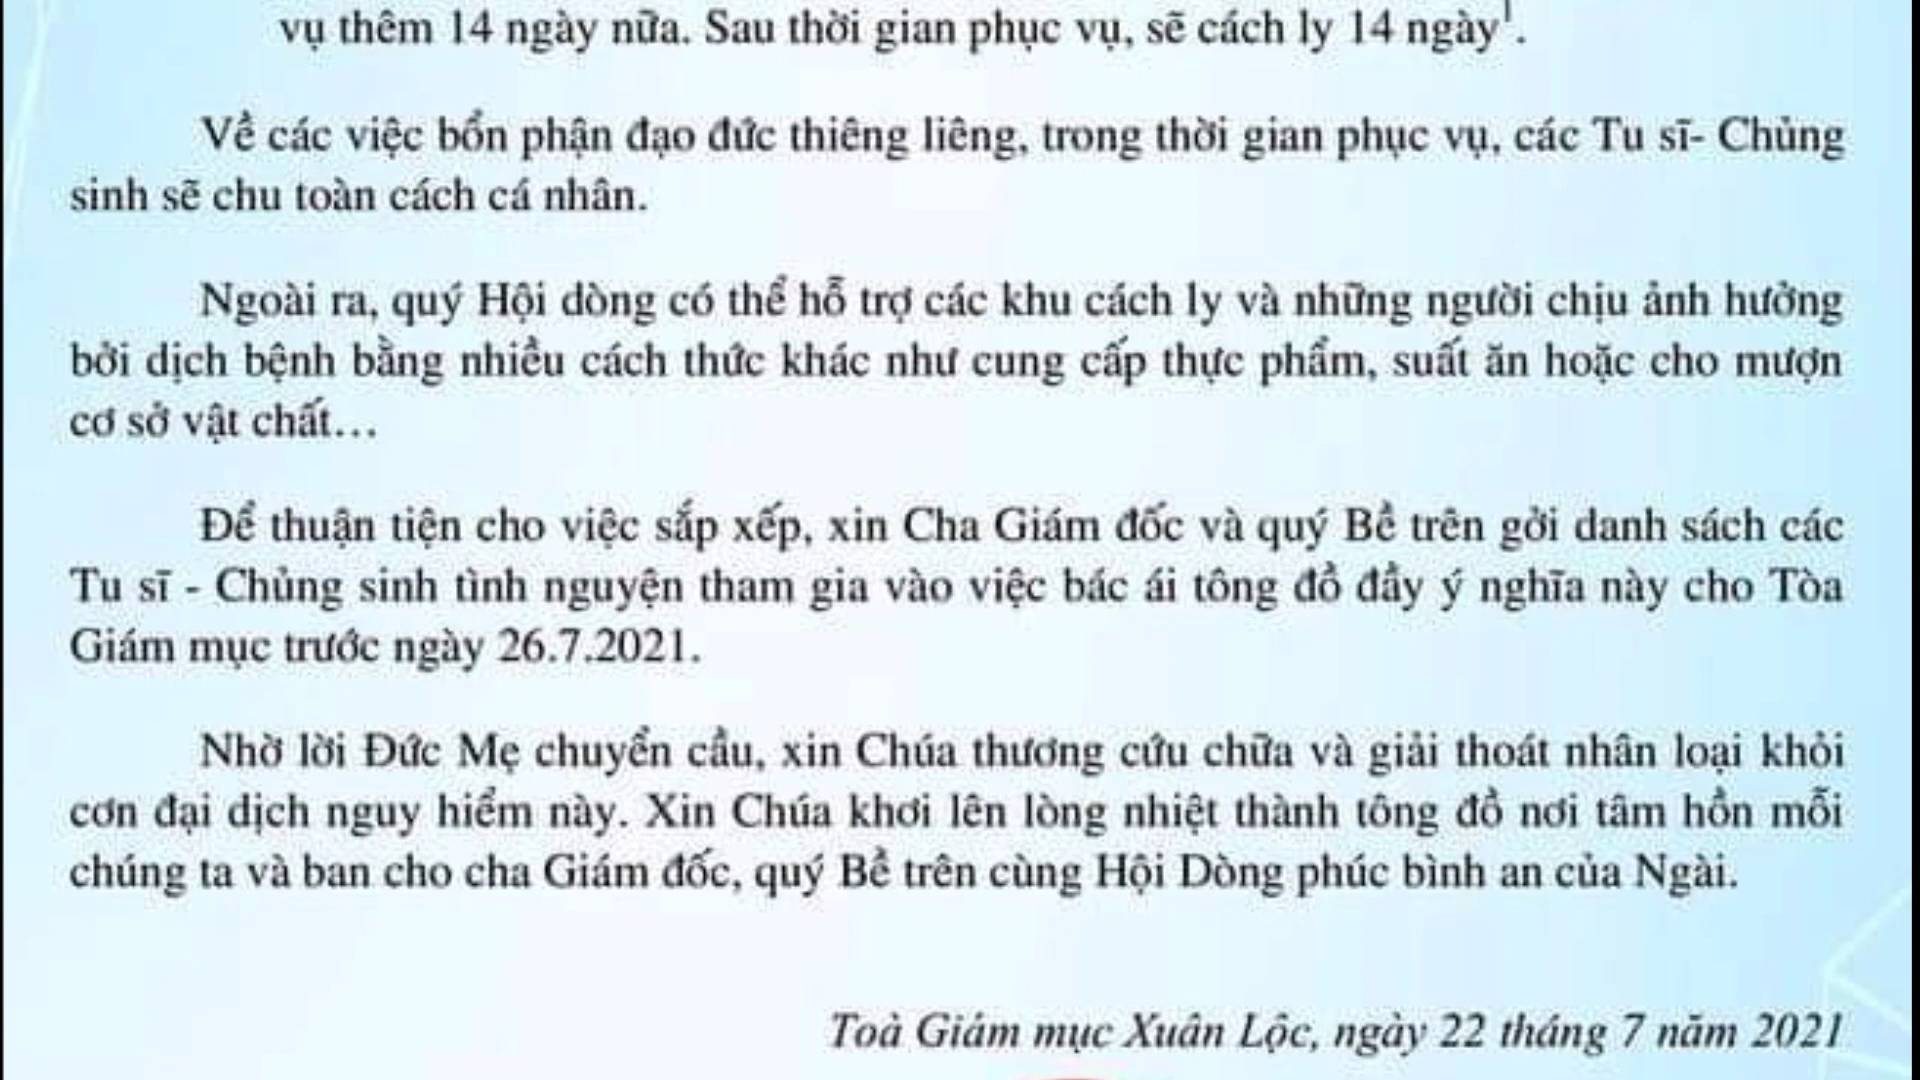 vụ thêm 14 ngày nữa. Sau thời gian phục vụ, sẽ cách ly 14 ngày¹.
Về các việc bổn phận đạo đức thiêng liêng, trong thời gian phục vụ, các Tu sĩ- Chủng
sinh sẽ chu toàn cách cá nhân.
Ngoài ra, quý Hội dòng có thể hỗ trợ các khu cách ly và những người chịu ảnh hưởng
bởi dịch bệnh bằng nhiều cách thức khác như cung cấp thực phẩm, suất ăn hoặc cho mượn
cơ sở vật chất...
Để thuận tiện cho việc sắp xếp, xin Cha Giám đốc và quý Bề trên gởi danh sách các
Tu sĩ - Chủng sinh tình nguyện tham gia vào việc bác ái tông đồ đầy ý nghĩa này cho Tòa
Giám mục trước ngày 26.7.2021.
Nhờ lời Đức Mẹ chuyển cầu, xin Chúa thương cứu chữa và giải thoát nhân loại khỏi
cơn đại dịch nguy hiểm này. Xin Chúa khơi lên lòng nhiệt thành tông đồ nơi tâm hồn mỗi
chúng ta và ban cho cha Giám đốc, quý Bề trên cùng Hội Dòng phúc bình an của Ngài.
Toà Giám mục Xuân Lộc, ngày 22 tháng 7 năm 2021